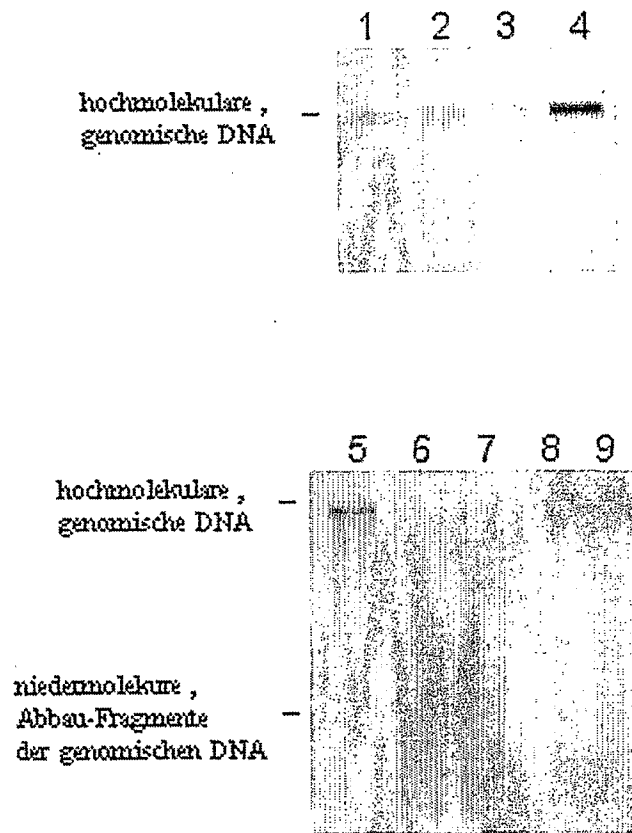 1 2 3 4
hochmolekulare ,
genomische DNA
5 6 7 8 9
hochmolekulare ,
genomische DNA
niedermolekure ,
Abbau-Fragmente
der genomischen DNA